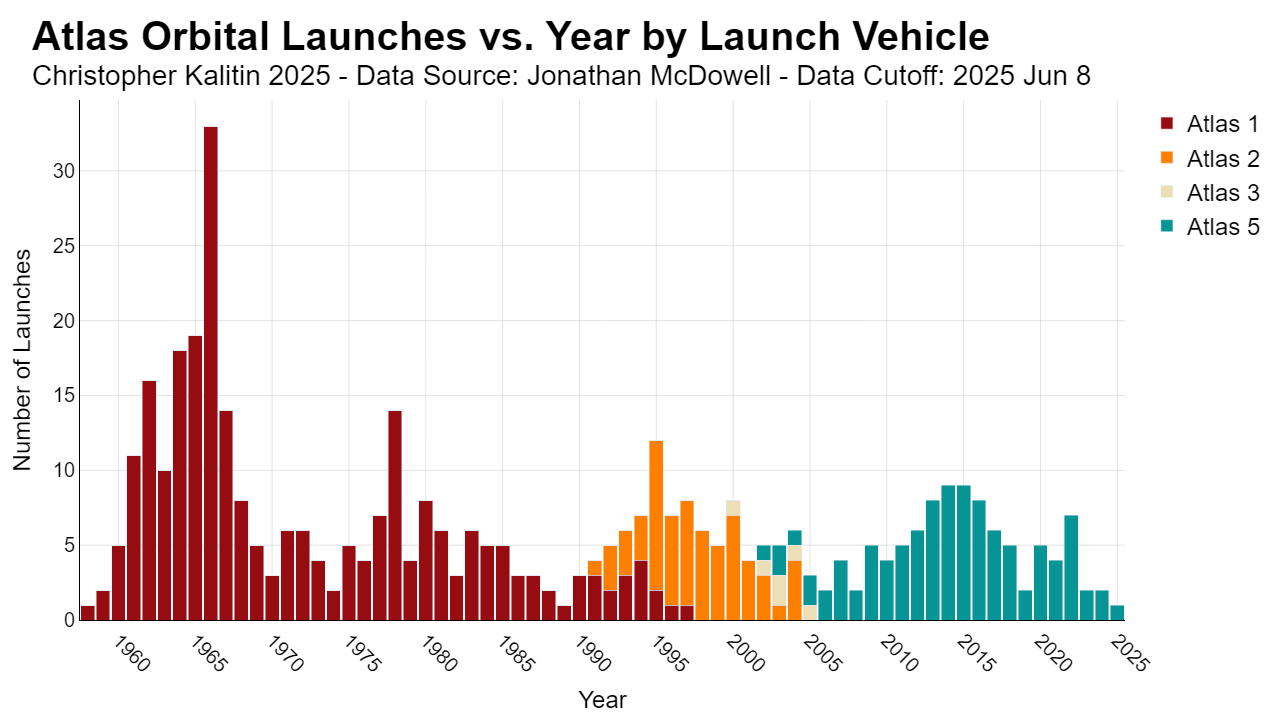 Atlas Orbital Launches vs. Year by Launch Vehicle
Christopher Kalitin 2025 - Data Source: Jonathan McDowell - Data Cutoff: 2025 Jun 8
Atlas 1
Atlas 2
Atlas 3
Atlas 5
Number of Launches
30
25
20
15
10
5
0
1960
1965
1970
1975
1980
1985
1990
1995
2000
2005
2010
2015
2020
2025
Year